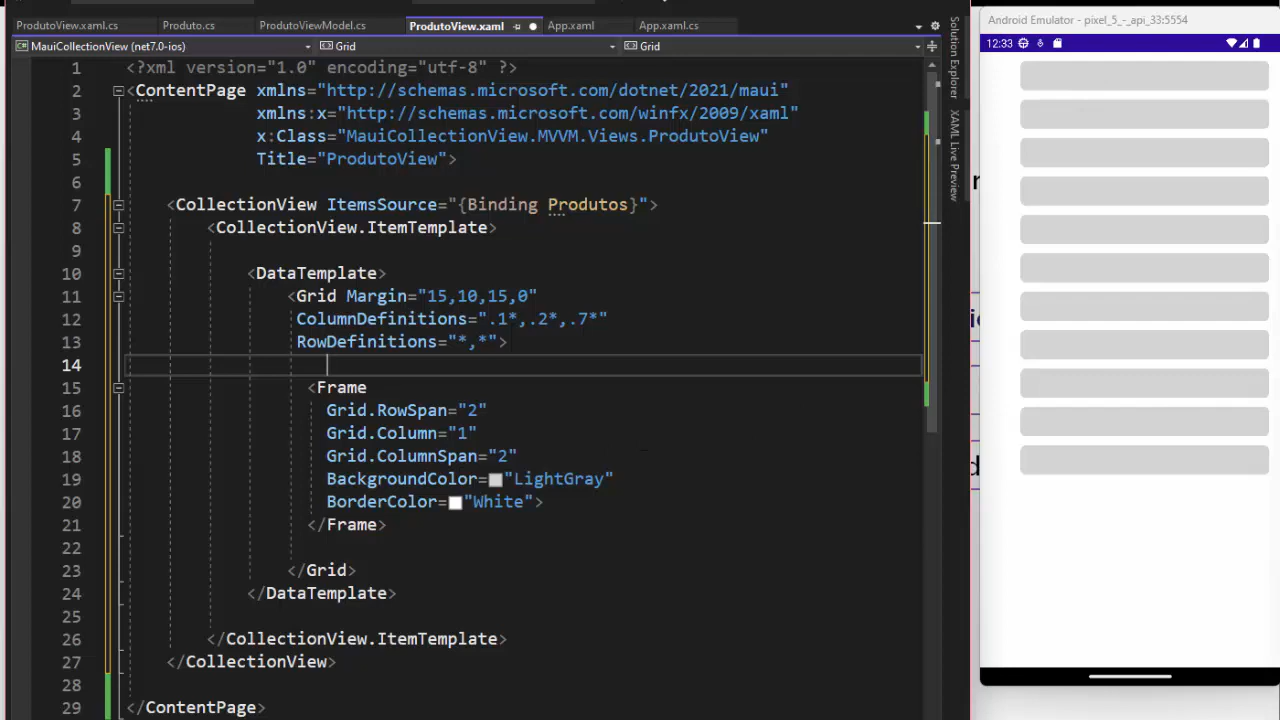 ProdutoView.xaml.cs Produto.cs ProdutoViewModel.cs ProdutoView.xaml App.xaml App.xaml.cs
MauiCollectionView (net7.0-ios) Grid Grid
1 <?xml version="1.0" encoding="utf-8" ?>
2 <ContentPage xmlns="http://schemas.microsoft.com/dotnet/2021/maui"
3 xmlns:x="http://schemas.microsoft.com/winfx/2009/xaml"
4 x:Class="MauiCollectionView.MVVM.Views.ProdutoView"
5 Title="ProdutoView">
6
7 <CollectionView ItemsSource="{Binding Produtos}">
8 <CollectionView.ItemTemplate>
9
10 <DataTemplate>
11 <Grid Margin="15,10,15,0"
12 ColumnDefinitions=".1*,.2*,.7*"
13 RowDefinitions="*,*">
14
15 <Frame
16 Grid.RowSpan="2"
17 Grid.Column="1"
18 Grid.ColumnSpan="2"
19 BackgroundColor="LightGray"
20 BorderColor="White">
21 </Frame>
22
23 </Grid>
24 </DataTemplate>
25
26 </CollectionView.ItemTemplate>
27 </CollectionView>
28
29 </ContentPage>
Solution Explorer
XAML Live Preview
Android Emulator - pixel_5_-_api_33:5554
12:33